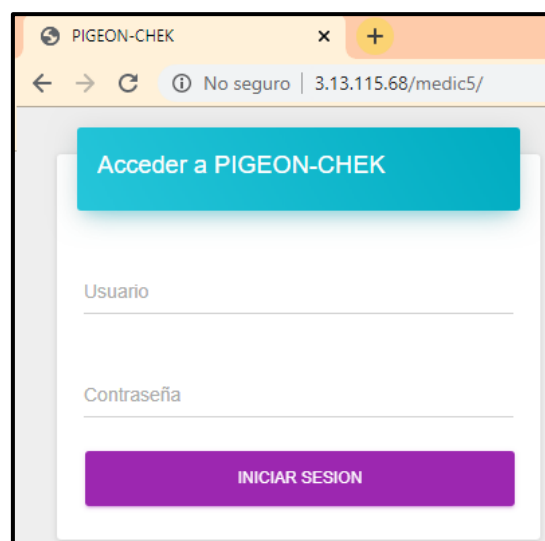 PIGEON-CHEK
No seguro | 3.13.115.68/medic5/
Acceder a PIGEON-CHEK
Usuario
Contraseña
INICIAR SESION